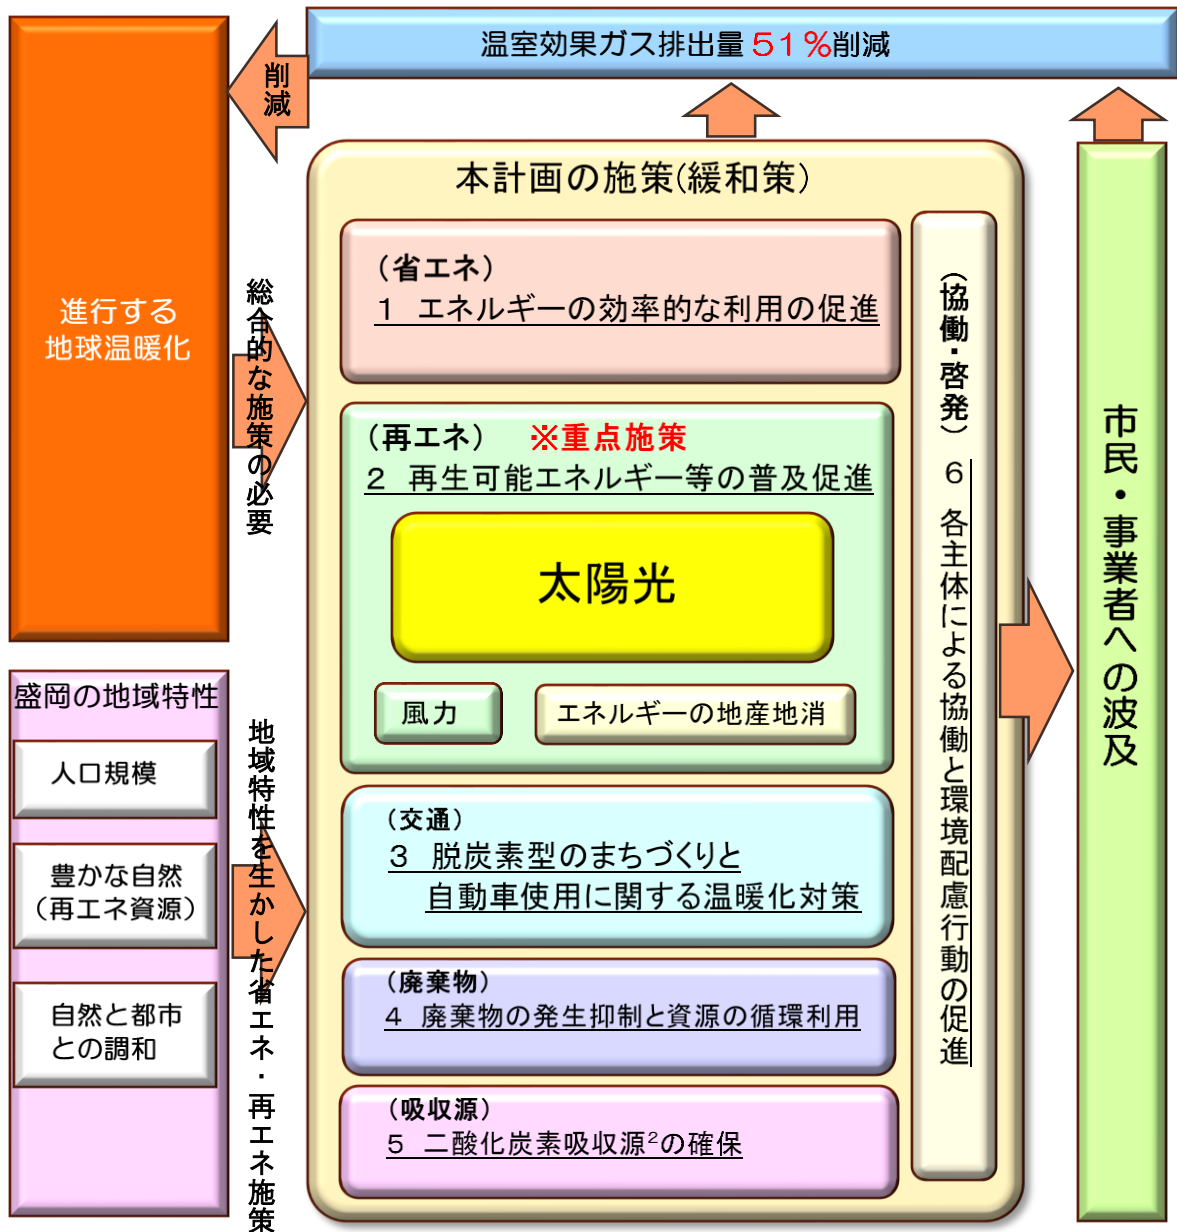 温室効果ガス排出量 51%削減
削減
進行する
地球温暖化
総合的な施策の必要
盛岡の地域特性
人口規模
豊かな自然
（再エネ資源）
自然と都市
との調和
地域特性を生かした省エネ・再エネ施策
本計画の施策(緩和策)
（省エネ）
１ エネルギーの効率的な利用の促進
（再エネ） ※重点施策
２ 再生可能エネルギー等の普及促進
太陽光
風力
エネルギーの地産地消
（交通）
３ 脱炭素型のまちづくりと
自動車使用に関する温暖化対策
（廃棄物）
４ 廃棄物の発生抑制と資源の循環利用
（吸収源）
５ 二酸化炭素吸収源²の確保
（協働・啓発） ６ 各主体による協働と環境配慮行動の促進
市民・事業者への波及